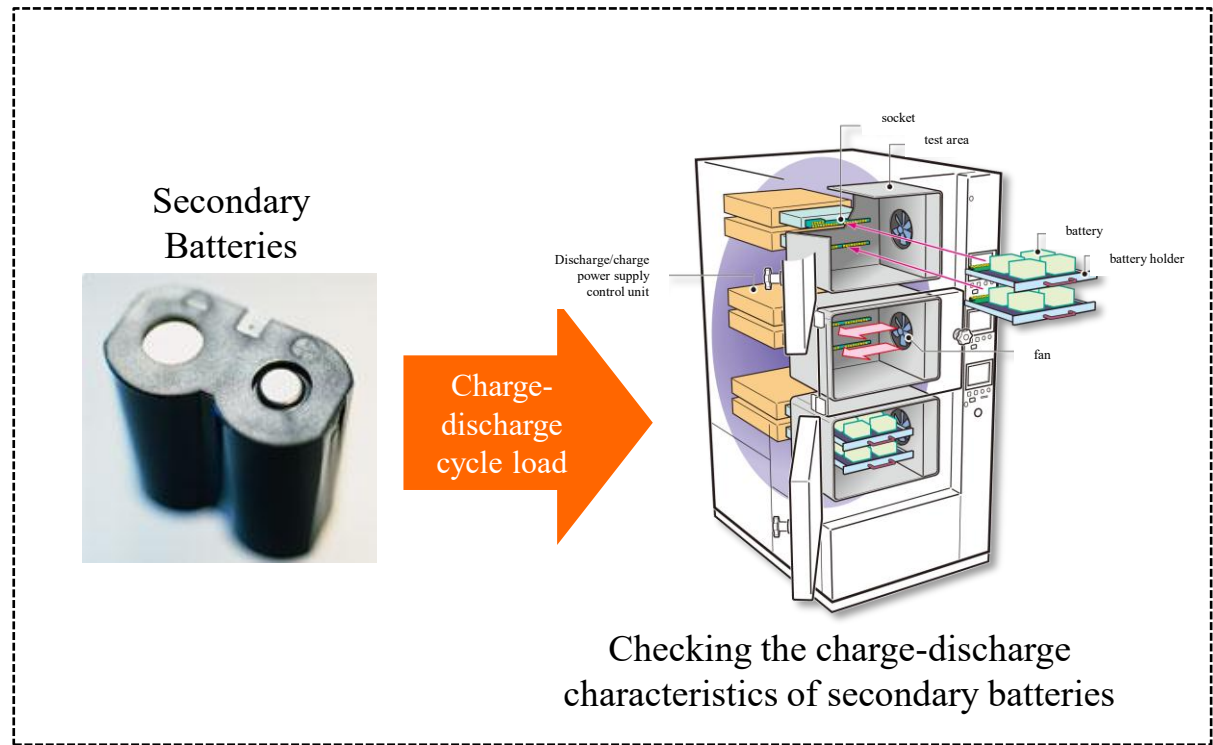 Secondary
Batteries
Charge-
discharge
cycle load
socket
test area
battery
battery holder
Discharge/charge
power supply
control unit
fan
Checking the charge-discharge
characteristics of secondary batteries